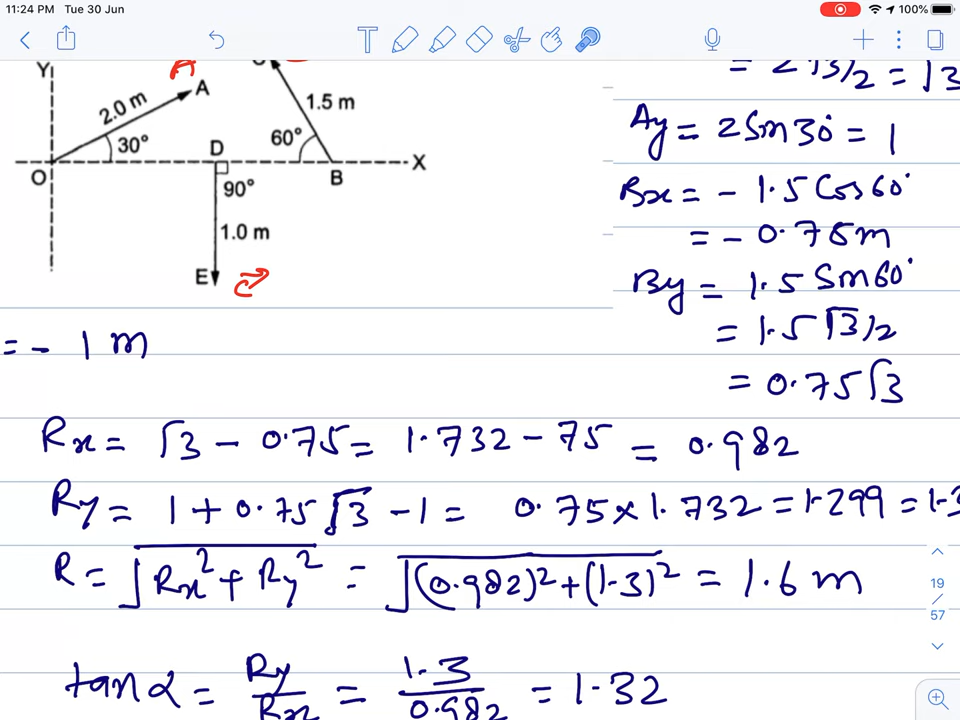 11:24 PM Tue 30 Jun 100%
Y
A
A
2.0 m
1.5 m
30°
D
60°
O
X
90°
B
1.0 m
E
= 2√3/2 = √3
Ay = 2 Sin 30° = 1
Bx = - 1.5 Cos 60°
= - 0.75m
By = 1.5 Sin 60°
= 1.5 √3/2
= 0.75 √3
= - 1 m
Rx = √3 - 0.75 = 1.732 - 75 = 0.982
Ry = 1 + 0.75 √3 - 1 = 0.75 × 1.732 = 1.299 = 1.3
R = √Rx² + Ry² = √(0.982)² + (1.3)² = 1.6 m
tan α = Ry/Rx = 1.3/0.982 = 1.32
19
/
57